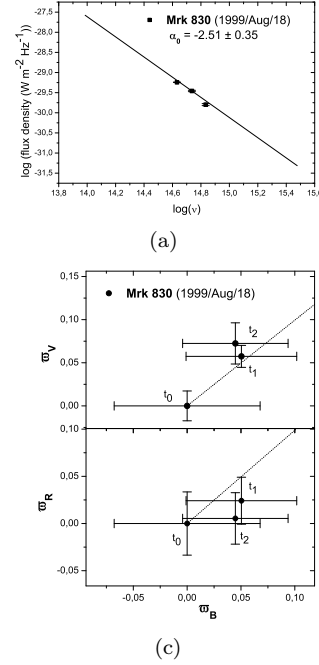 -27,0
-27,5
-28,0
-28,5
-29,0
-29,5
-30,0
-30,5
-31,0
-31,5
log (flux density (W m⁻² Hz⁻¹))
Mrk 830 (1999/Aug/18)
α₀ = -2.51 ± 0.35
13,8 14,0 14,2 14,4 14,6 14,8 15,0 15,2 15,4 15,6
log(ν)
(a)
0,15
0,10
0,05
0,00
ϖ_V
Mrk 830 (1999/Aug/18)
t₂
t₁
t₀
0,10
0,05
0,00
-0,05
ϖ_R
t₁
t₀ t₂
-0,05 0,00 0,05 0,10
ϖ_B
(c)